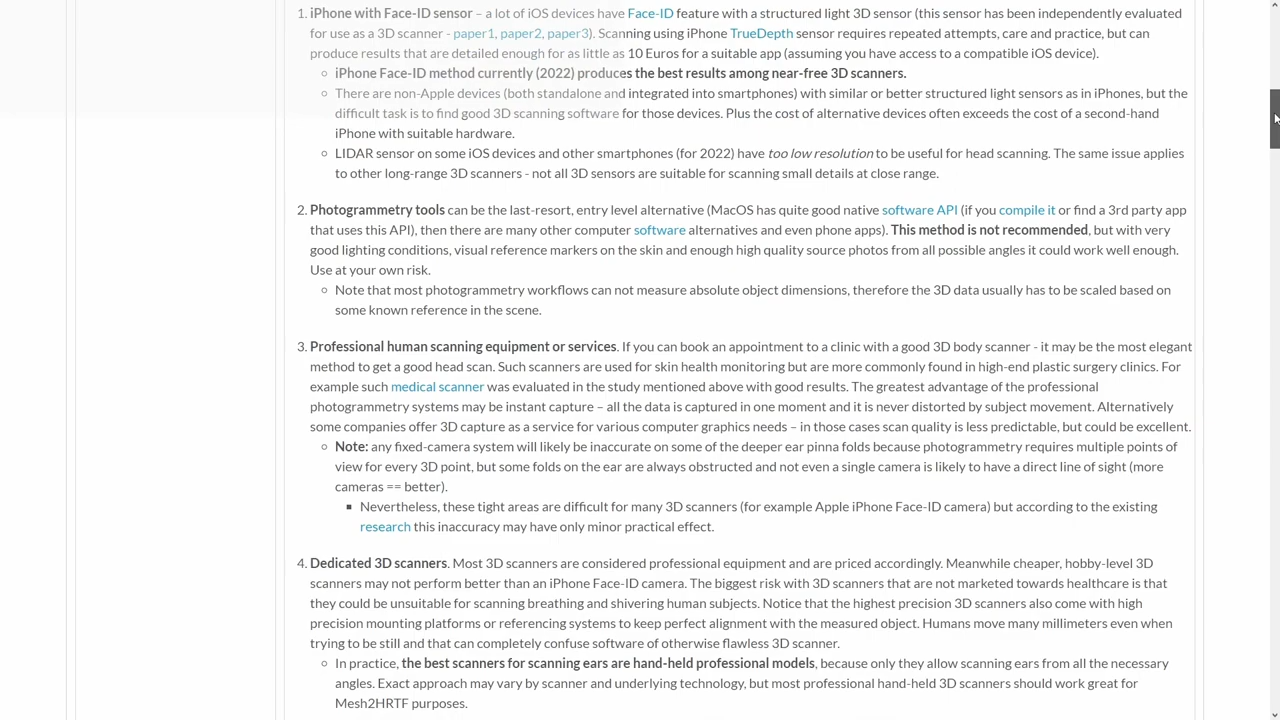 1. iPhone with Face-ID sensor – a lot of iOS devices have Face-ID feature with a structured light 3D sensor (this sensor has been independently evaluated
for use as a 3D scanner - paper1, paper2, paper3). Scanning using iPhone TrueDepth sensor requires repeated attempts, care and practice, but can
produce results that are detailed enough for as little as 10 Euros for a suitable app (assuming you have access to a compatible iOS device).
iPhone Face-ID method currently (2022) produces the best results among near-free 3D scanners.
There are non-Apple devices (both standalone and integrated into smartphones) with similar or better structured light sensors as in iPhones, but the
difficult task is to find good 3D scanning software for those devices. Plus the cost of alternative devices often exceeds the cost of a second-hand
iPhone with suitable hardware.
LIDAR sensor on some iOS devices and other smartphones (for 2022) have too low resolution to be useful for head scanning. The same issue applies
to other long-range 3D scanners - not all 3D sensors are suitable for scanning small details at close range.
2. Photogrammetry tools can be the last-resort, entry level alternative (MacOS has quite good native software API (if you compile it or find a 3rd party app
that uses this API), then there are many other computer software alternatives and even phone apps). This method is not recommended, but with very
good lighting conditions, visual reference markers on the skin and enough high quality source photos from all possible angles it could work well enough.
Use at your own risk.
Note that most photogrammetry workflows can not measure absolute object dimensions, therefore the 3D data usually has to be scaled based on
some known reference in the scene.
3. Professional human scanning equipment or services. If you can book an appointment to a clinic with a good 3D body scanner - it may be the most elegant
method to get a good head scan. Such scanners are used for skin health monitoring but are more commonly found in high-end plastic surgery clinics. For
example such medical scanner was evaluated in the study mentioned above with good results. The greatest advantage of the professional
photogrammetry systems may be instant capture – all the data is captured in one moment and it is never distorted by subject movement. Alternatively
some companies offer 3D capture as a service for various computer graphics needs – in those cases scan quality is less predictable, but could be excellent.
Note: any fixed-camera system will likely be inaccurate on some of the deeper ear pinna folds because photogrammetry requires multiple points of
view for every 3D point, but some folds on the ear are always obstructed and not even a single camera is likely to have a direct line of sight (more
cameras == better).
Nevertheless, these tight areas are difficult for many 3D scanners (for example Apple iPhone Face-ID camera) but according to the existing
research this inaccuracy may have only minor practical effect.
4. Dedicated 3D scanners. Most 3D scanners are considered professional equipment and are priced accordingly. Meanwhile cheaper, hobby-level 3D
scanners may not perform better than an iPhone Face-ID camera. The biggest risk with 3D scanners that are not marketed towards healthcare is that
they could be unsuitable for scanning breathing and shivering human subjects. Notice that the highest precision 3D scanners also come with high
precision mounting platforms or referencing systems to keep perfect alignment with the measured object. Humans move many millimeters even when
trying to be still and that can completely confuse software of otherwise flawless 3D scanner.
In practice, the best scanners for scanning ears are hand-held professional models, because only they allow scanning ears from all the necessary
angles. Exact approach may vary by scanner and underlying technology, but most professional hand-held 3D scanners should work great for
Mesh2HRTF purposes.